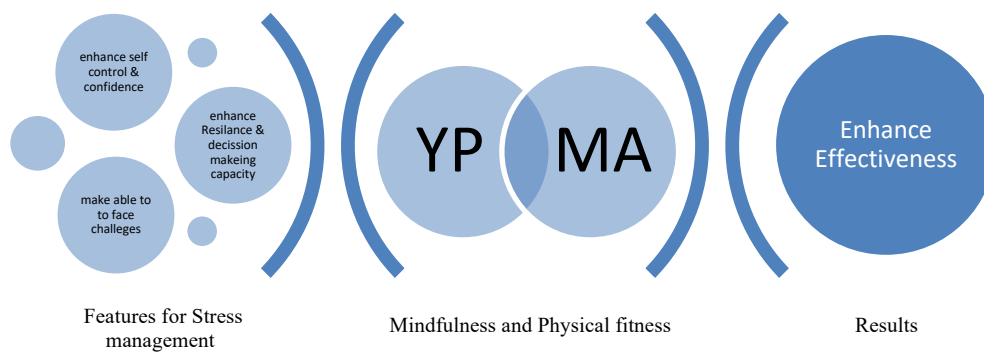 enhance self
control &
confidence
enhance
Resilance &
decission
makeing
capacity
make able to
to face
challeges
YP
MA
Enhance
Effectiveness
Features for Stress
management
Mindfulness and Physical fitness
Results